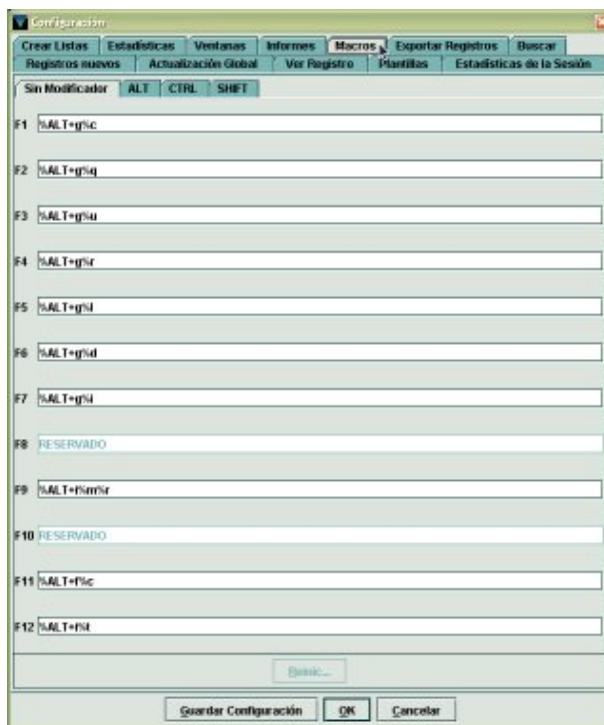 Configuración
Crear Listas Estadísticas Ventanas Informes Macros Exportar Registros Buscar
Registros nuevos Actualización Global Ver Registro Plantillas Estadísticas de la Sesión
Sin Modificador ALT CTRL SHIFT
F1 %ALT+g%c
F2 %ALT+g%q
F3 %ALT+g%u
F4 %ALT+g%r
F5 %ALT+g%l
F6 %ALT+g%d
F7 %ALT+g%i
F8 RESERVADO
F9 %ALT+f%m%r
F10 RESERVADO
F11 %ALT+f%c
F12 %ALT+f%t
Guardar Configuración OK Cancelar